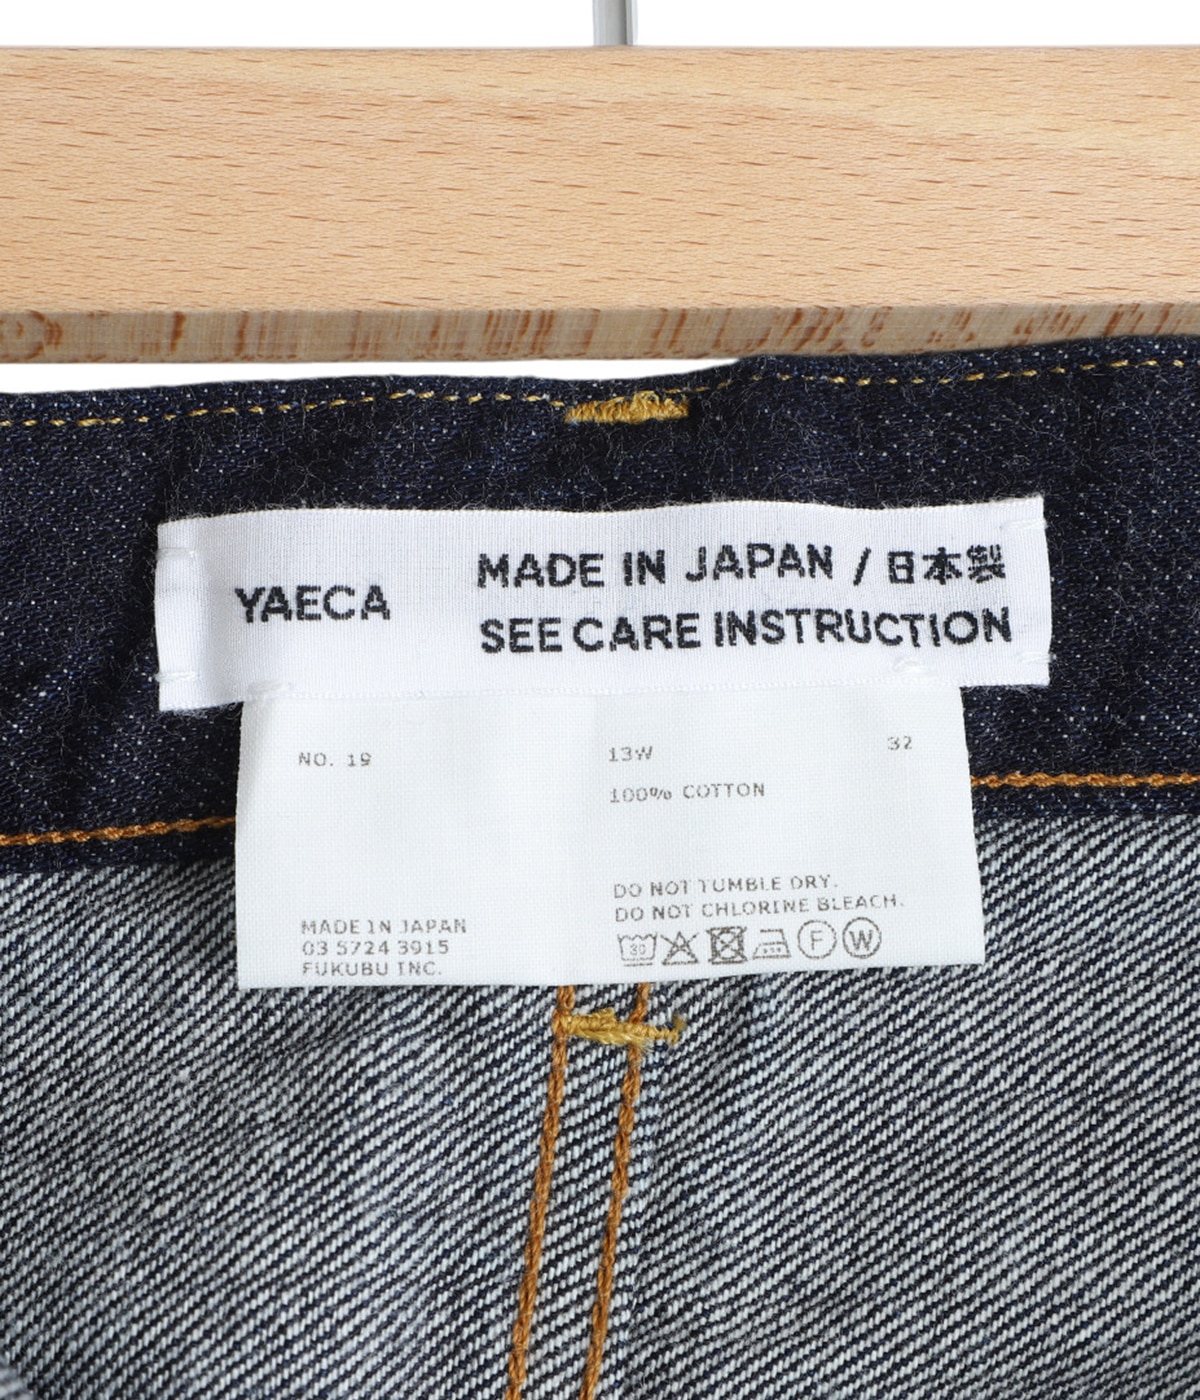 YAECA
MADE IN JAPAN / 日本製
SEE CARE INSTRUCTION
NO. 19
13W
32
100% COTTON
DO NOT TUMBLE DRY.
DO NOT CHLORINE BLEACH.
MADE IN JAPAN
03 5724 3915
FUKUBU INC.
30
F
W